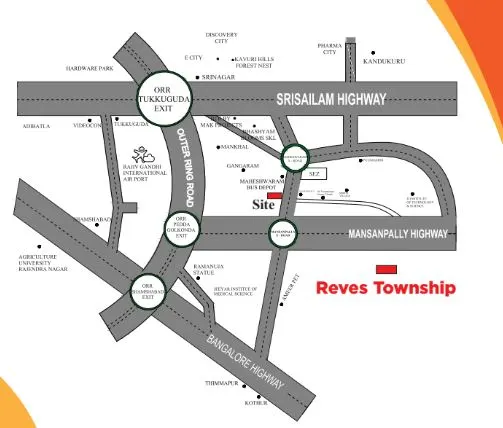 DISCOVERY
CITY
PHARMA
CITY
E CITY
KAVURI HILLS
FOREST NEST
KANDUKURU
HARDWARE PARK
SRINAGAR
ORR
TUKKUGUDA
EXIT
SRISAILAM HIGHWAY
ADIBATLA
VIDEOCON
TUKKUGUDA
MAK PROJECTS
MANKHAL
OUTER RING ROAD
RAJIV GANDHI
INTERNATIONAL
AIR PORT
GANGARAM
MAHESHWARAM
BUS DEPOT
SEZ
Site
SHAMSHABAD
ORR
PEDDA
GOLKONDA
EXIT
MANSANPALLY HIGHWAY
AGRICULTURE
UNIVERSITY
RAJENDRA NAGAR
RAMANUJA
STATUE
ORR
SHAMSHABAD
EXIT
INSTITUTE OF
MEDICAL SCIENCE
AMEER PET
Reves Township
BANGALORE HIGHWAY
THIMMAPUR
KOTHUR